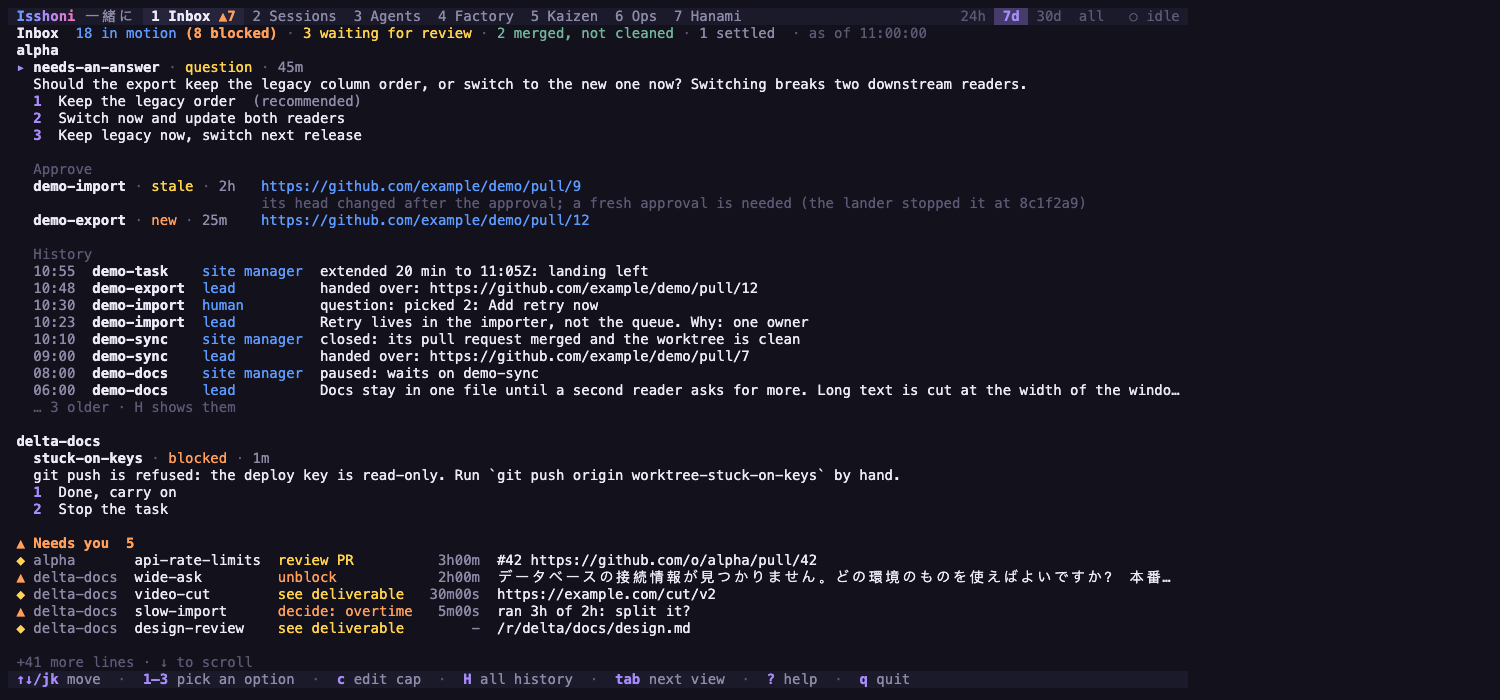 Isshoni 一緒に 1 Inbox ▲7 2 Sessions 3 Agents 4 Factory 5 Kaizen 6 Ops 7 Hanami 24h 7d 30d all ○ idle
Inbox 18 in motion (8 blocked) · 3 waiting for review · 2 merged, not cleaned · 1 settled · as of 11:00:00
alpha
▸ needs-an-answer · question · 45m
Should the export keep the legacy column order, or switch to the new one now? Switching breaks two downstream readers.
1 Keep the legacy order (recommended)
2 Switch now and update both readers
3 Keep legacy now, switch next release
Approve
demo-import · stale · 2h https://github.com/example/demo/pull/9
its head changed after the approval; a fresh approval is needed (the lander stopped it at 8c1f2a9)
demo-export · new · 25m https://github.com/example/demo/pull/12
History
10:55 demo-task site manager extended 20 min to 11:05Z: landing left
10:48 demo-export lead handed over: https://github.com/example/demo/pull/12
10:30 demo-import human question: picked 2: Add retry now
10:23 demo-import lead Retry lives in the importer, not the queue. Why: one owner
10:10 demo-sync site manager closed: its pull request merged and the worktree is clean
09:00 demo-sync lead handed over: https://github.com/example/demo/pull/7
08:00 demo-docs site manager paused: waits on demo-sync
06:00 demo-docs lead Docs stay in one file until a second reader asks for more. Long text is cut at the width of the windo…
… 3 older · H shows them
delta-docs
stuck-on-keys · blocked · 1m
git push is refused: the deploy key is read-only. Run `git push origin worktree-stuck-on-keys` by hand.
1 Done, carry on
2 Stop the task
▲ Needs you 5
◆ alpha api-rate-limits review PR 3h00m #42 https://github.com/o/alpha/pull/42
▲ delta-docs wide-ask unblock 2h00m データベースの接続情報が見つかりません。どの環境のものを使えばよいですか? 本番…
◆ delta-docs video-cut see deliverable 30m00s https://example.com/cut/v2
▲ delta-docs slow-import decide: overtime 5m00s ran 3h of 2h: split it?
◆ delta-docs design-review see deliverable – /r/delta/docs/design.md
+41 more lines · ↓ to scroll
↑↓/jk move · 1–3 pick an option · c edit cap · H all history · tab next view · ? help · q quit